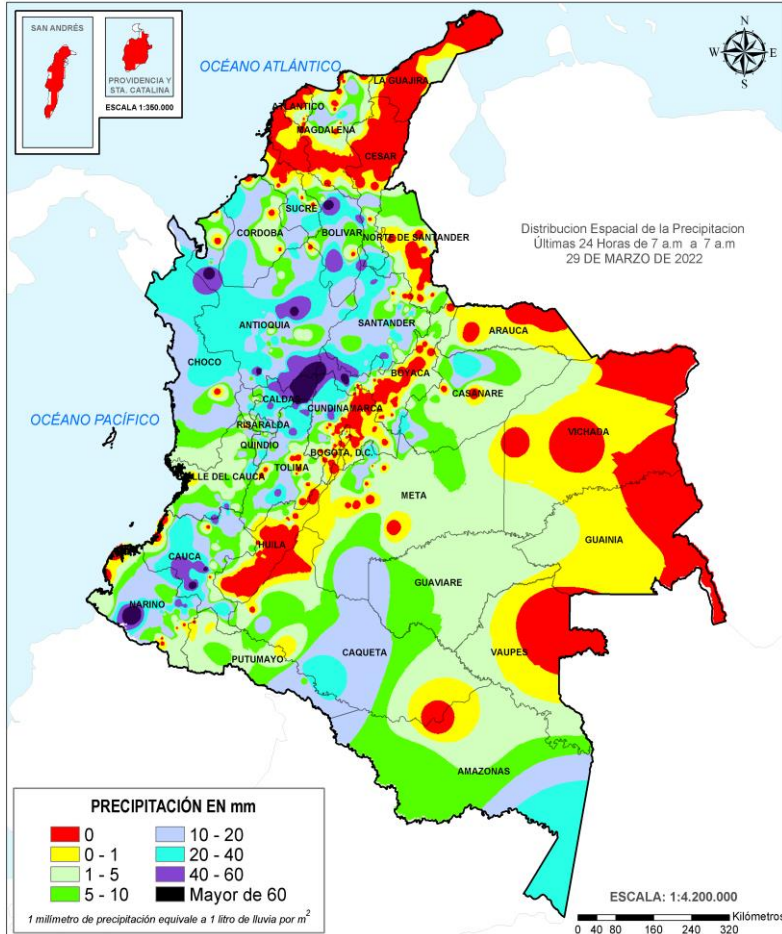 SAN ANDRÉS
PROVIDENCIA Y
STA. CATALINA
ESCALA 1:350.000
OCÉANO ATLÁNTICO
N
W
E
S
LA GUAJIRA
ATLANTICO
MAGDALENA
CESAR
SUCRE
CORDOBA
BOLIVAR
NORTE DE SANTANDER
Distribucion Espacial de la Precipitacion
Últimas 24 Horas de 7 a.m a 7 a.m
29 DE MARZO DE 2022
ANTIOQUIA
SANTANDER
ARAUCA
CHOCO
BOYACA
CASANARE
CALDAS
CUNDINAMARCA
OCÉANO PACÍFICO
RISARALDA
VICHADA
QUINDIO
BOGOTA, D.C.
TOLIMA
VALLE DEL CAUCA
META
GUAINIA
HUILA
CAUCA
GUAVIARE
NARINO
CAQUETA
VAUPES
PUTUMAYO
AMAZONAS
PRECIPITACIÓN EN mm
0
10 - 20
0 - 1
20 - 40
1 - 5
40 - 60
5 - 10
Mayor de 60
1 milímetro de precipitación equivale a 1 litro de lluvia por m²
ESCALA: 1:4.200.000
Kilómetros
0 40 80 160 240 320